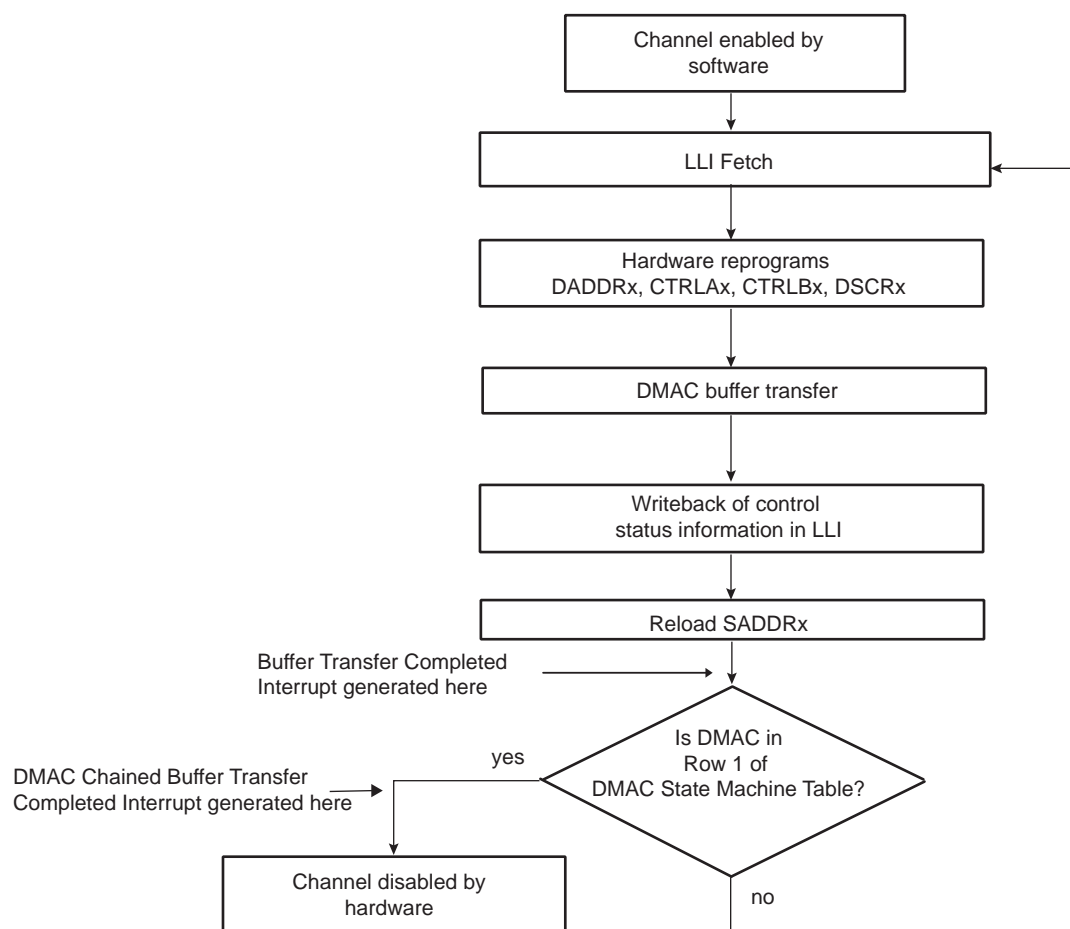 Channel enabled by
software
LLI Fetch
Hardware reprograms
DADDRx, CTRLAx, CTRLBx, DSCRx
DMAC buffer transfer
Writeback of control
status information in LLI
Reload SADDRx
Buffer Transfer Completed
Interrupt generated here
Is DMAC in
Row 1 of
DMAC State Machine Table?
yes
DMAC Chained Buffer Transfer
Completed Interrupt generated here
Channel disabled by
hardware
no